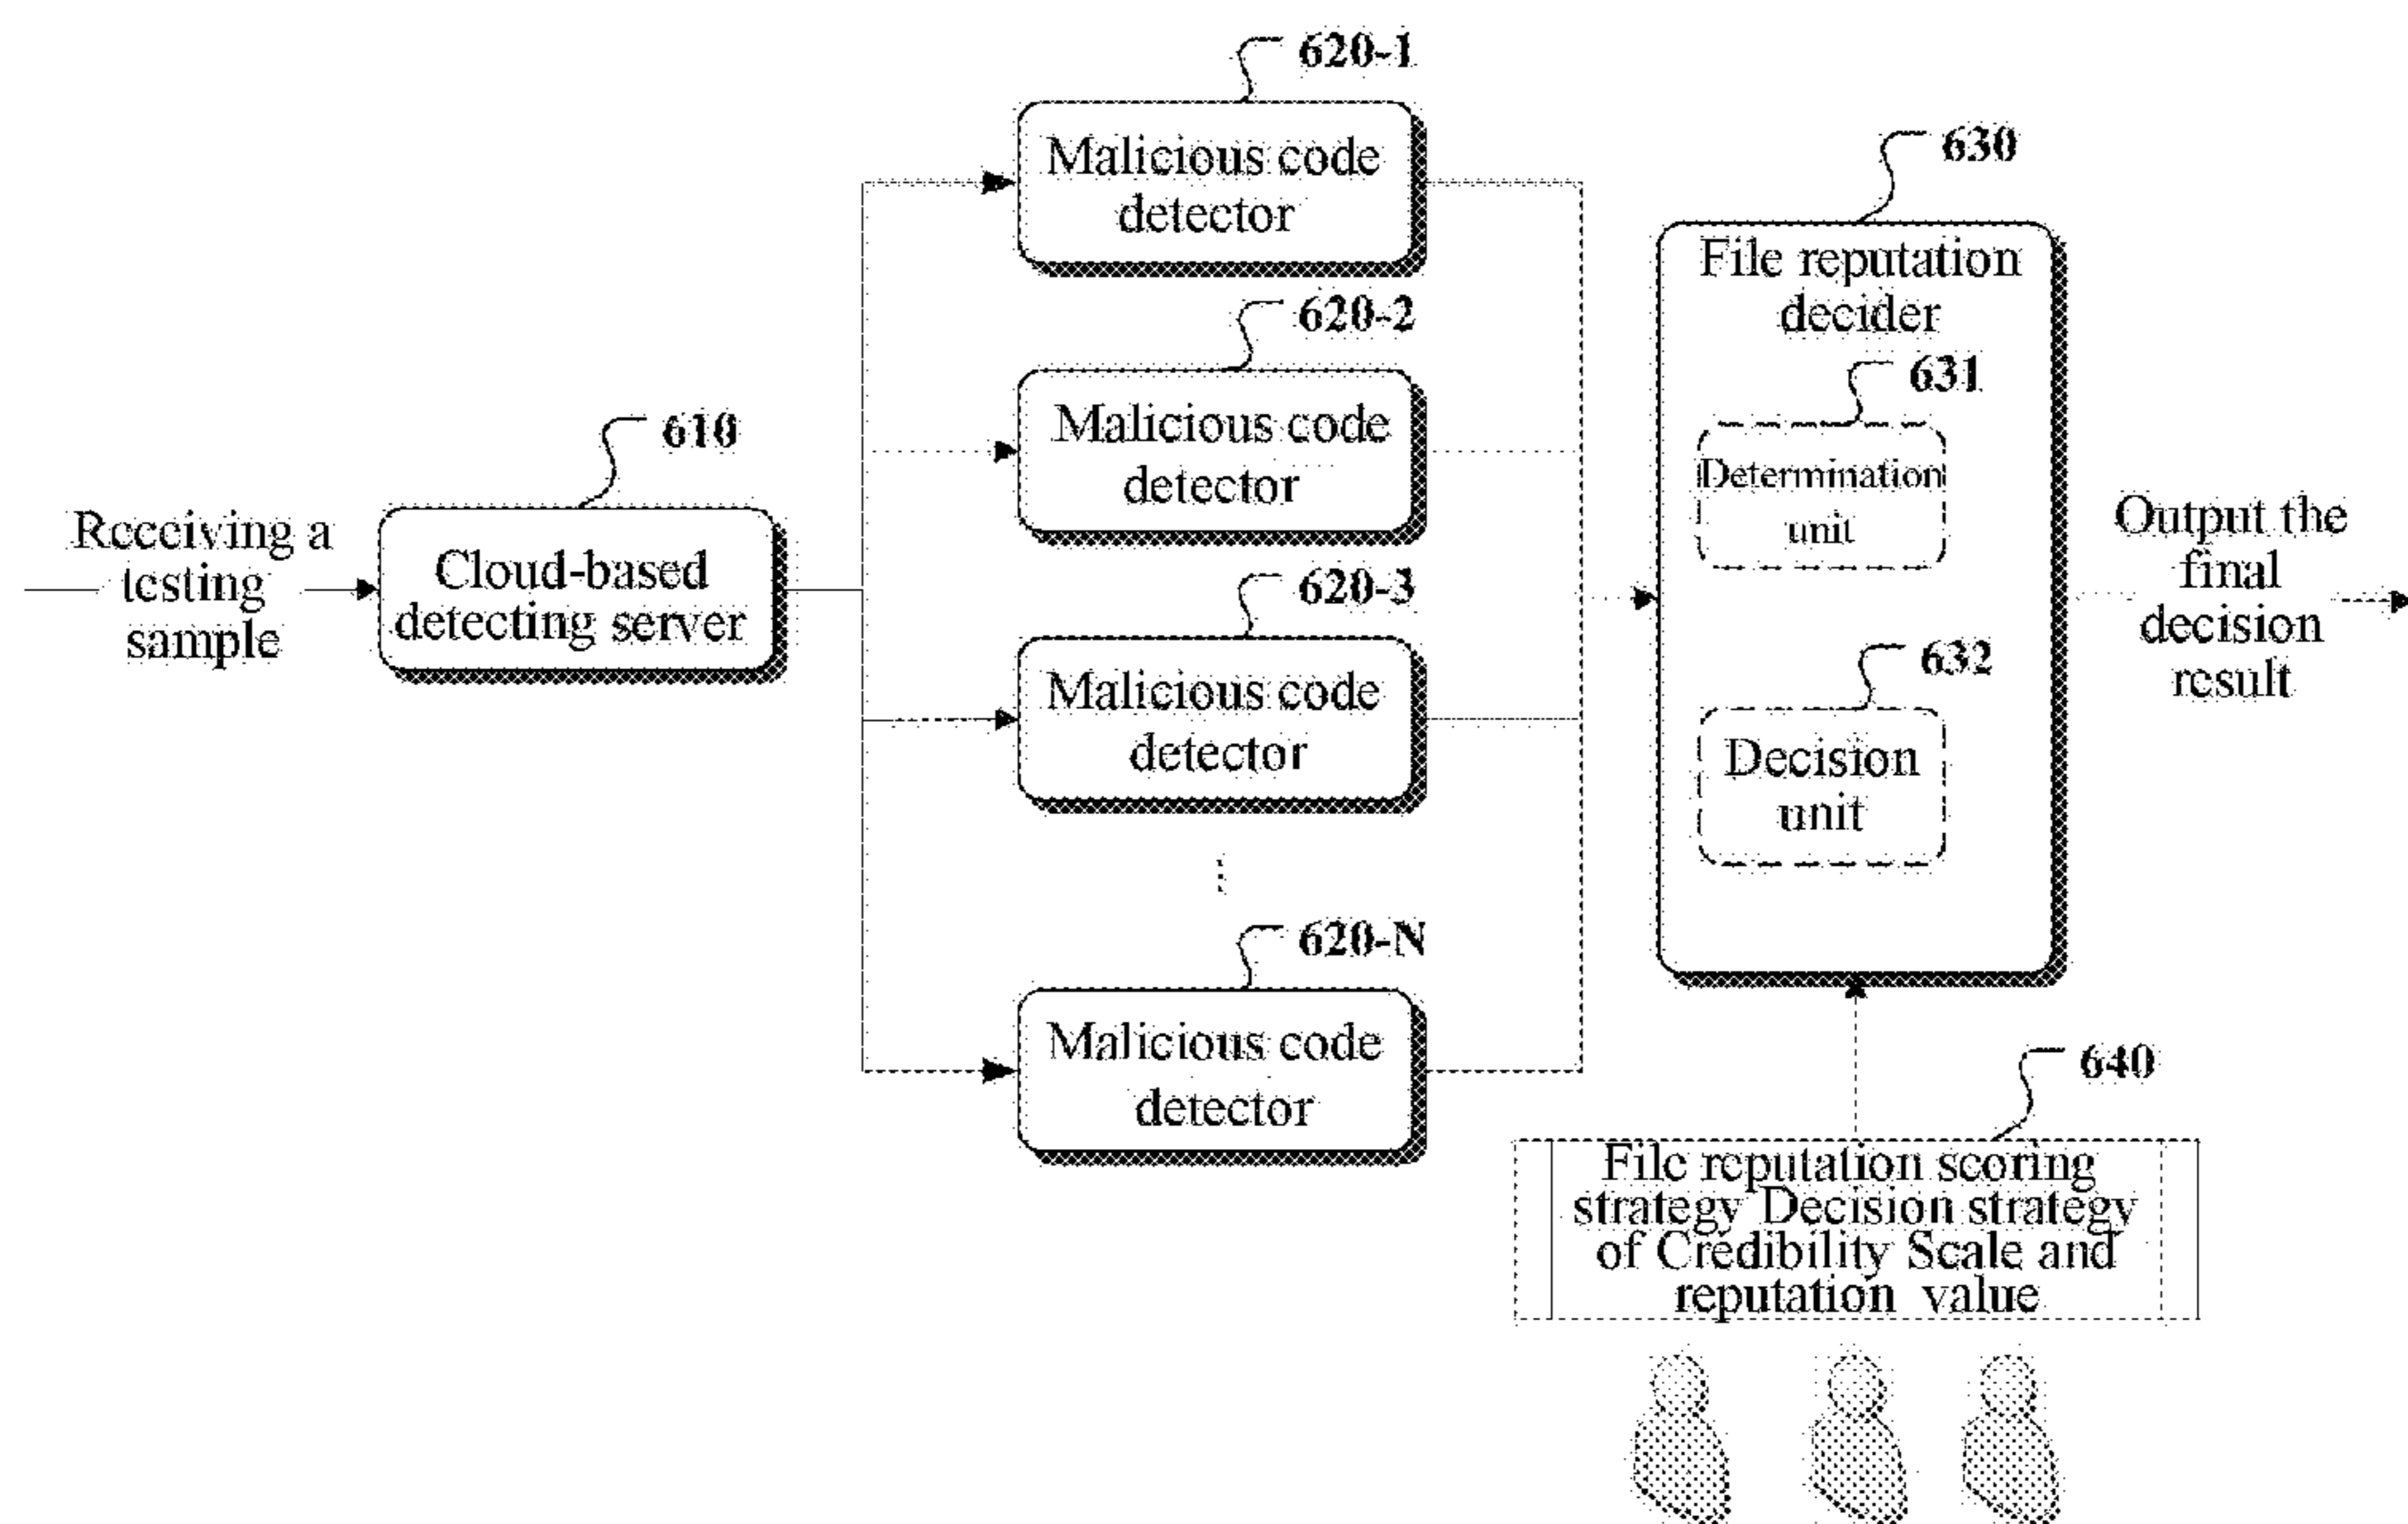 Receiving a
testing
sample
610
Cloud-based
detecting server
620-1
Malicious code
detector
620-2
Malicious code
detector
620-3
Malicious code
detector
⋮
620-N
Malicious code
detector
630
File reputation
decider
631
Determination
unit
632
Decision
unit
Output the
final
decision
result
640
File reputation scoring
strategy Decision strategy
of Credibility Scale and
reputation value